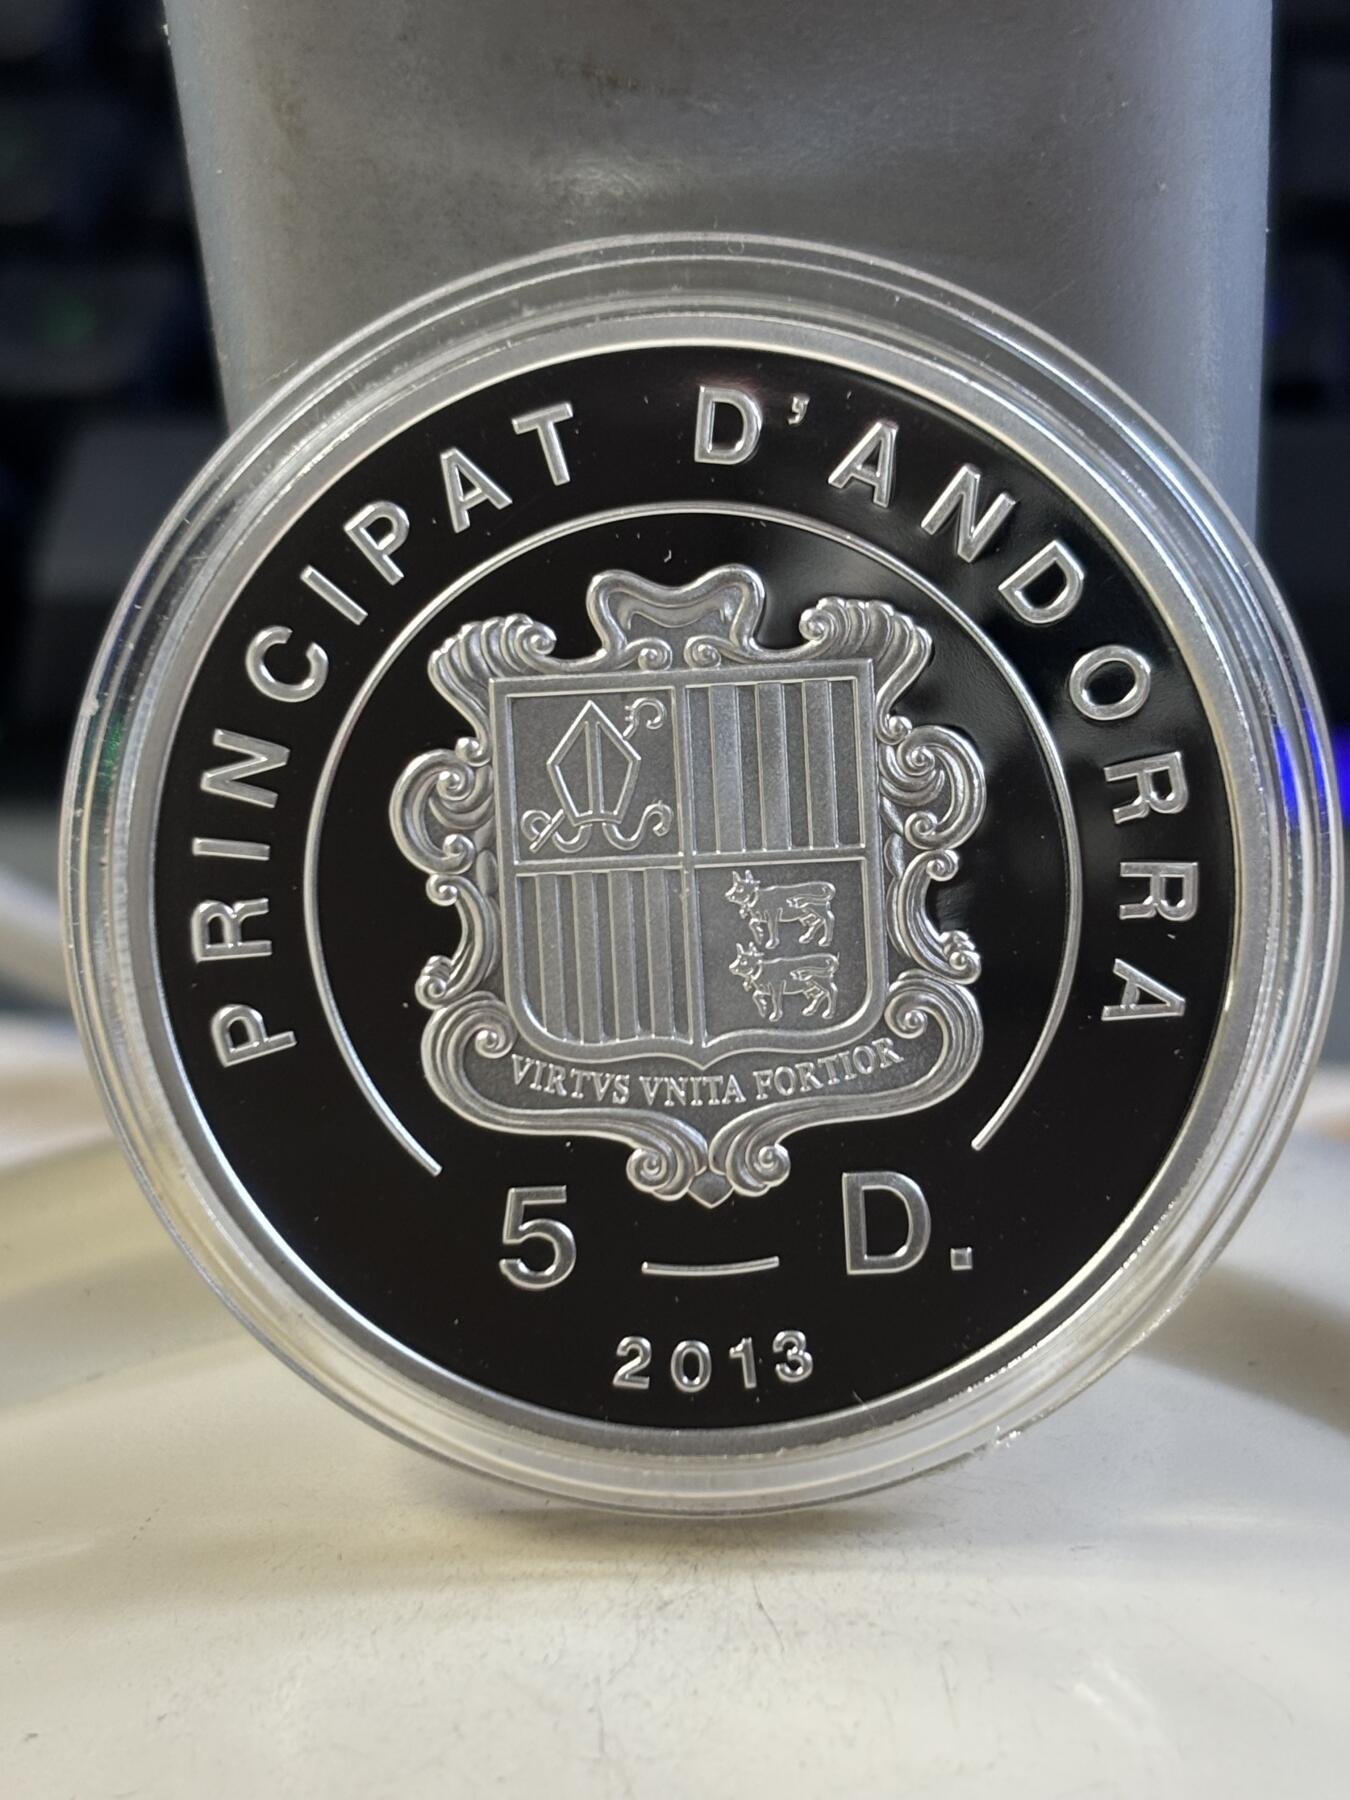 PRINCIPAT D'ANDORRA
VIRTVS VNITA FORTIOR
5 — D.
2013